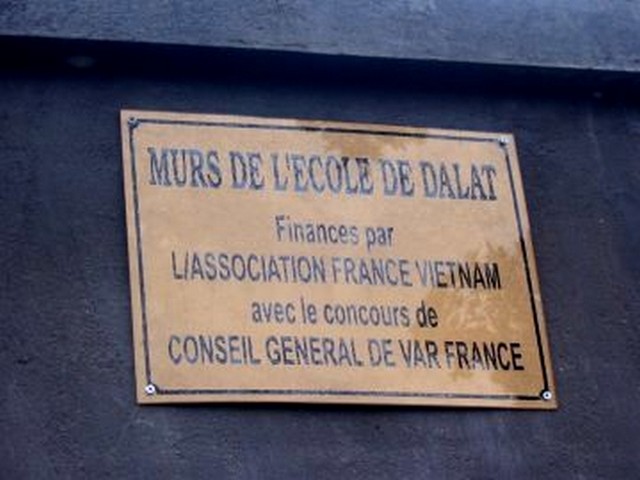 MURS DE L'ECOLE DE DALAT
Finances par
L/ASSOCIATION FRANCE VIETNAM
avec le concours de
CONSEIL GENERAL DE VAR FRANCE